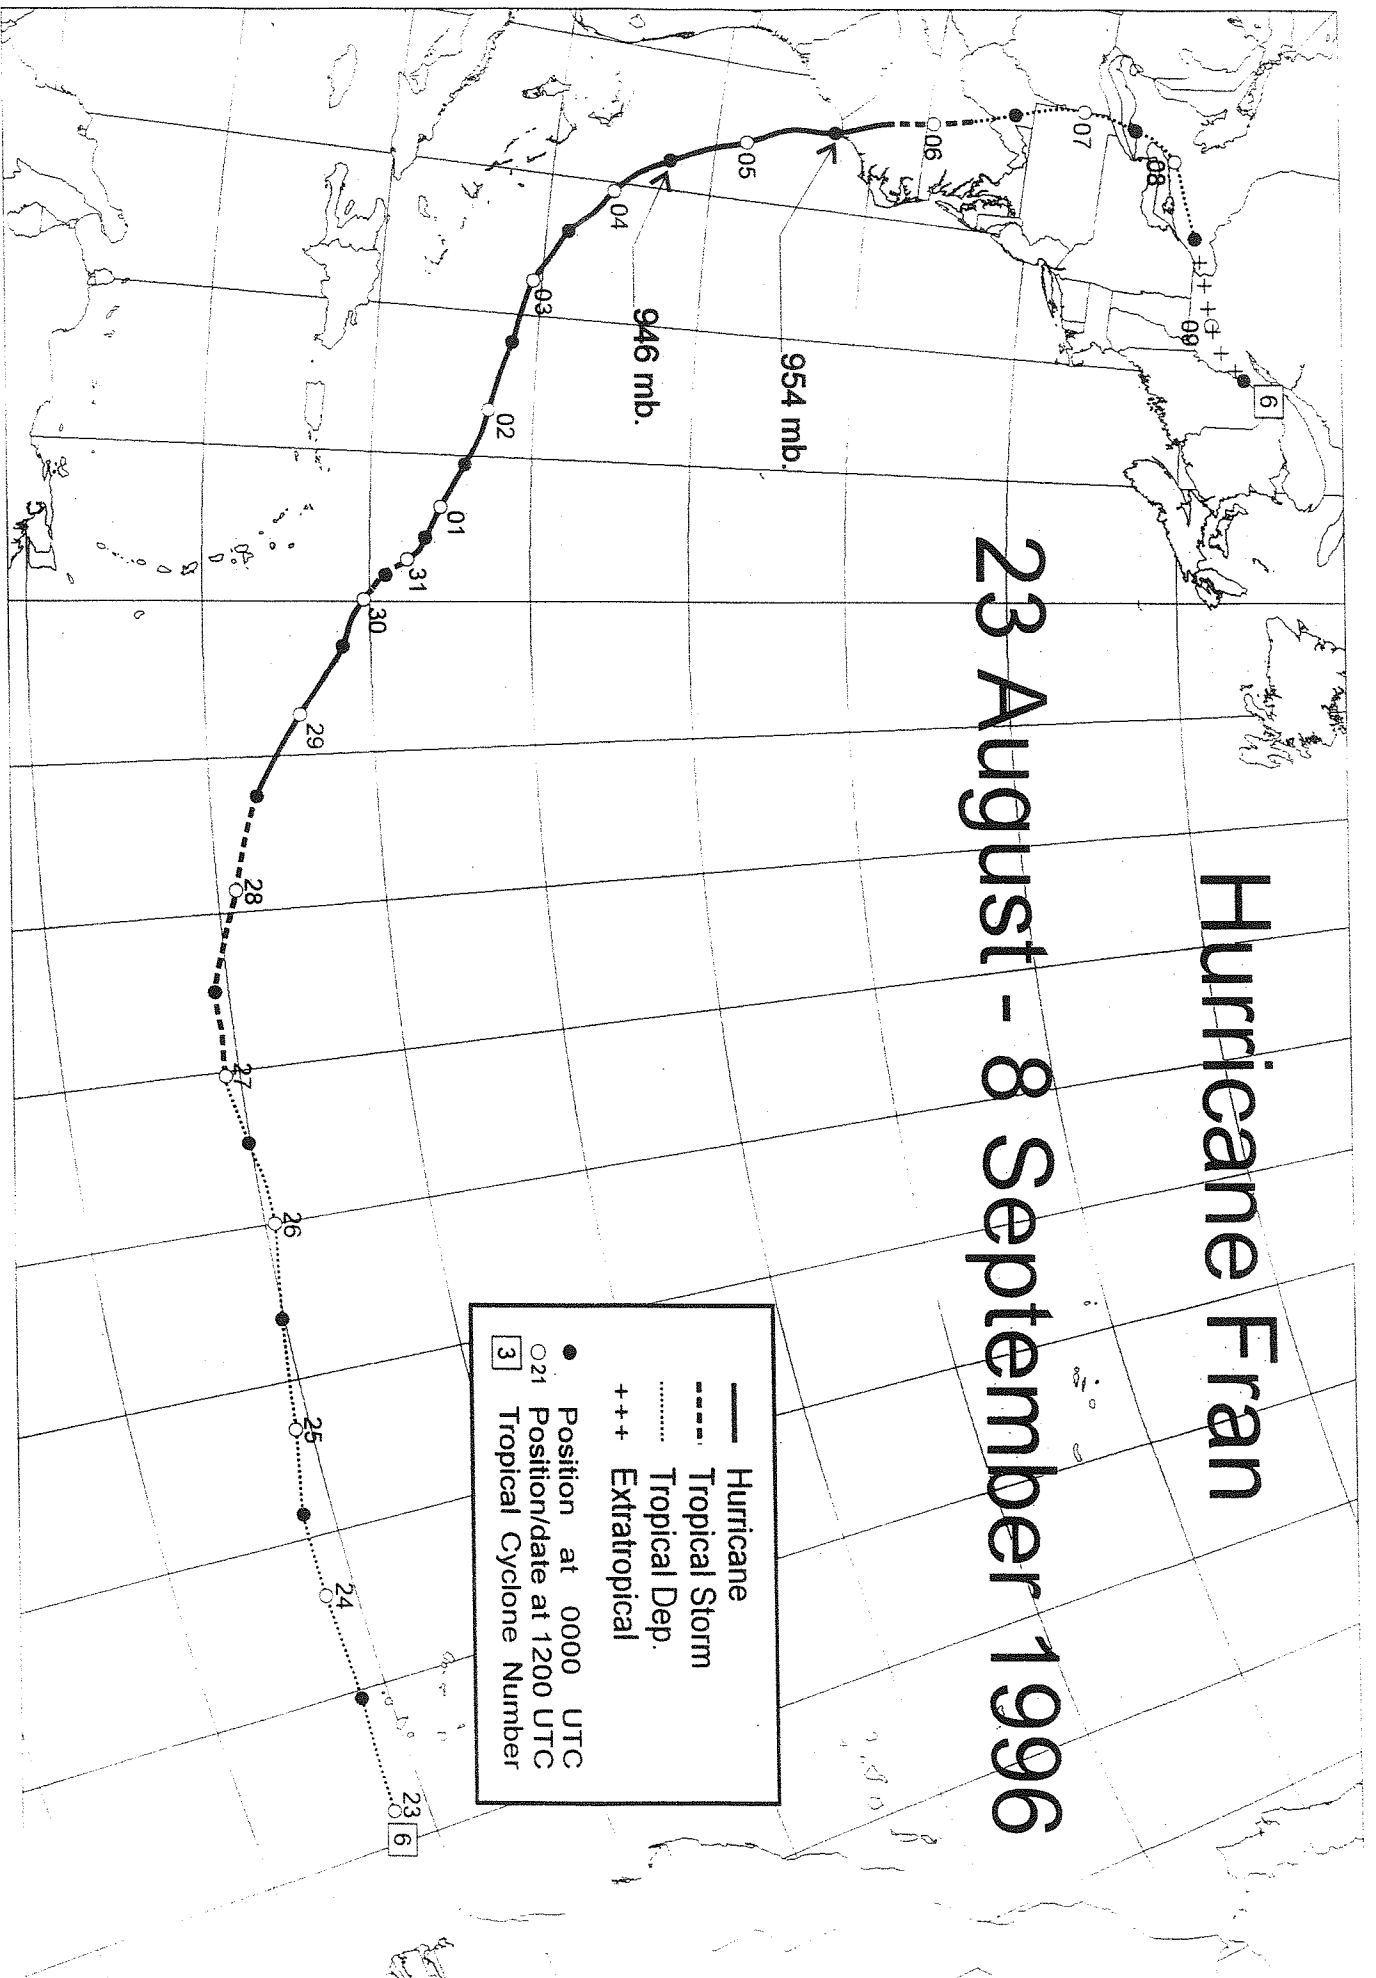 Hurricane Fran
23 August - 8 September 1996
Hurricane
Tropical Storm
Tropical Dep.
+++ Extratropical
Position at 0000 UTC
21 Position/date at 1200 UTC
3 Tropical Cyclone Number
954 mb.
946 mb.
6
09
08
07
06
05
04
03
02
01
31
30
29
28
27
26
25
24
23
6
5